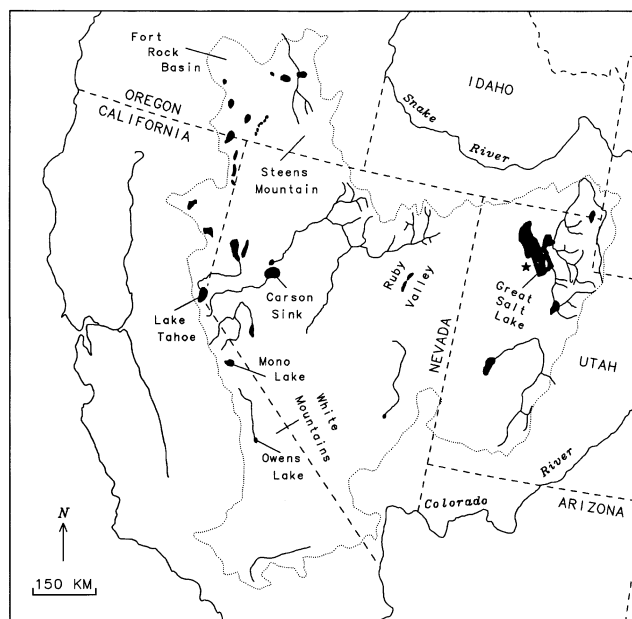 Fort
Rock
Basin
IDAHO
OREGON
CALIFORNIA
Snake
River
Steens
Mountain
Ruby
Valley
Great
Salt
Lake
Carson
Sink
Lake
Tahoe
NEVADA
UTAH
Mono
Lake
White
Mountains
Owens
Lake
River
Colorado
ARIZONA
N
150 KM